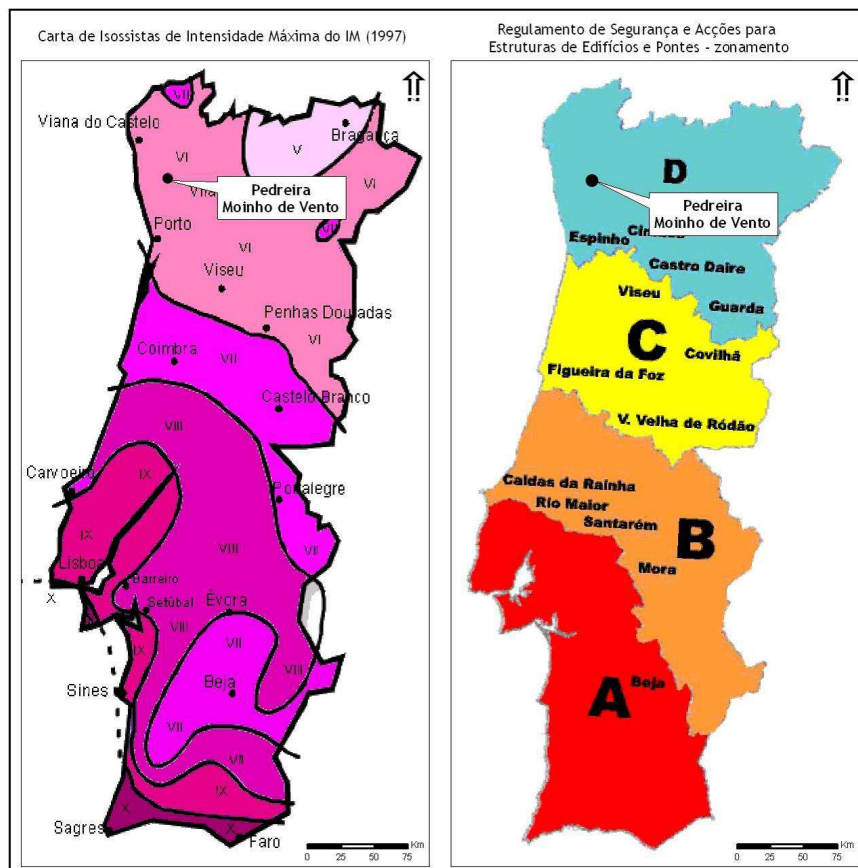 Carta de Isossistas de Intensidade Máxima do IM (1997)
VII
Viana do Castelo
Bragança
V
VI
VI
Pedreira
Moinho de Vento
Porto
VI
Viseu
Penhas Douradas
VI
Coimbra
VII
Castelo Branco
VIII
Carvoeiro
IX
Portalegre
IX
VIII
VII
Lisboa
X
Barreiro
Setúbal
Évora
VIII
VII
IX
VIII
Sines
Beja
VII
VII
IX
X
Sagres
X
Faro
Km
0 25 50 75
Regulamento de Segurança e Acções para
Estruturas de Edifícios e Pontes - zonamento
D
Pedreira
Moinho de Vento
Espinho
Castro Daire
Viseu
Guarda
C
Covilhã
Figueira da Foz
V. Velha de Ródão
Caldas da Raínha
Rio Maior
Santarém
B
Mora
A
Beja
Km
0 25 50 75